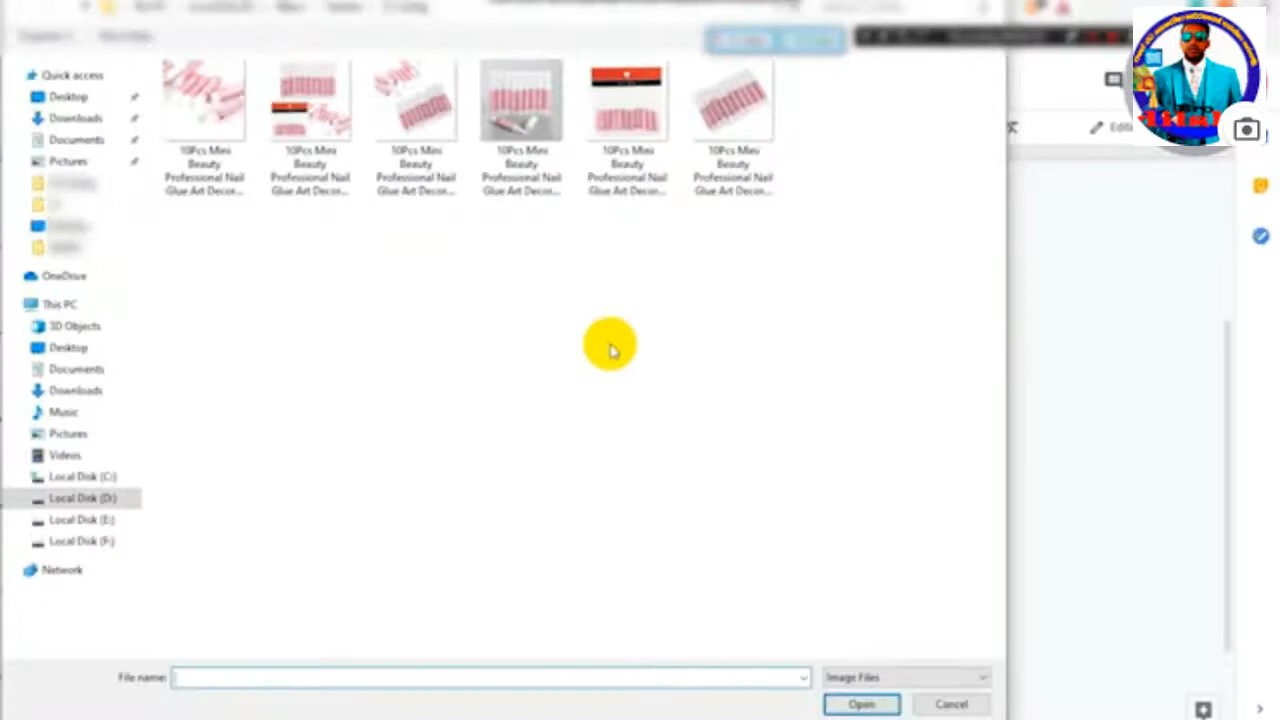 Quick access
Desktop
Downloads
Documents
Pictures
OneDrive
This PC
3D Objects
Desktop
Documents
Downloads
Music
Pictures
Videos
Local Disk (C:)
Local Disk (D:)
Local Disk (E:)
Local Disk (F:)
Network
10Pcs Mini
Beauty
Professional Nail
Glue Art Decor...
10Pcs Mini
Beauty
Professional Nail
Glue Art Decor...
10Pcs Mini
Beauty
Professional Nail
Glue Art Decor...
10Pcs Mini
Beauty
Professional Nail
Glue Art Decor...
10Pcs Mini
Beauty
Professional Nail
Glue Art Decor...
10Pcs Mini
Beauty
Professional Nail
Glue Art Decor...
File name:
Image Files
Open
Cancel